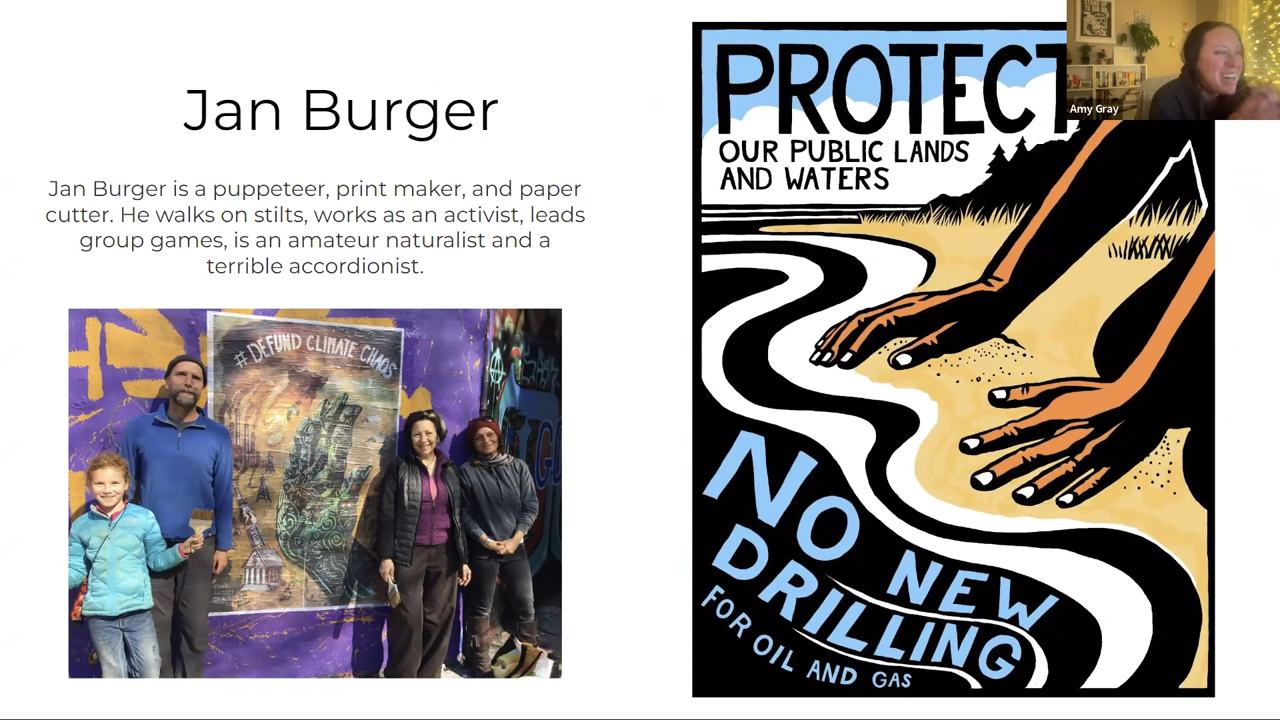 Jan Burger
Jan Burger is a puppeteer, print maker, and paper
cutter. He walks on stilts, works as an activist, leads
group games, is an amateur naturalist and a
terrible accordionist.
# DEFUND CLIMATE CHAOS
PROTECT
OUR PUBLIC LANDS
AND WATERS
NO NEW
DRILLING
FOR OIL AND GAS
Amy Gray